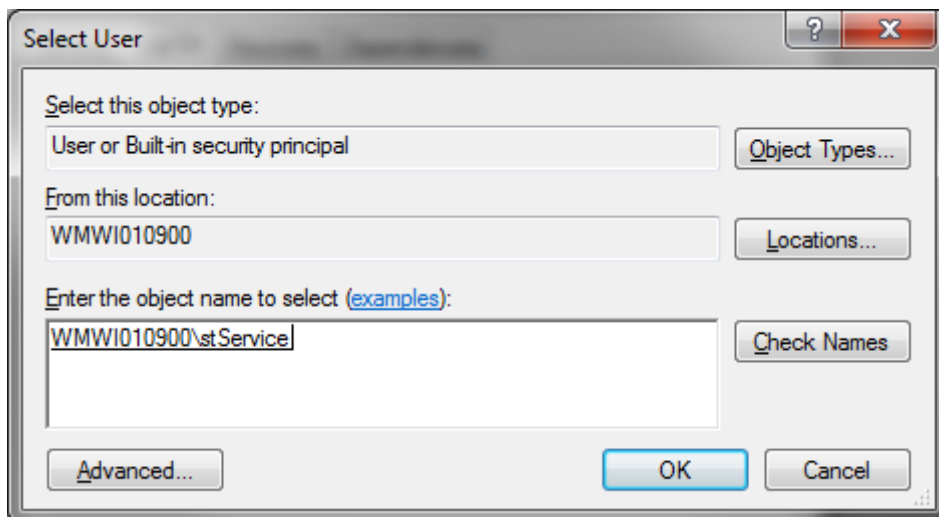 Select User
Select this object type:
User or Built-in security principal
Object Types...
From this location:
WMWI010900
Locations...
Enter the object name to select (examples):
WMWI010900\stService
Check Names
Advanced...
OK
Cancel